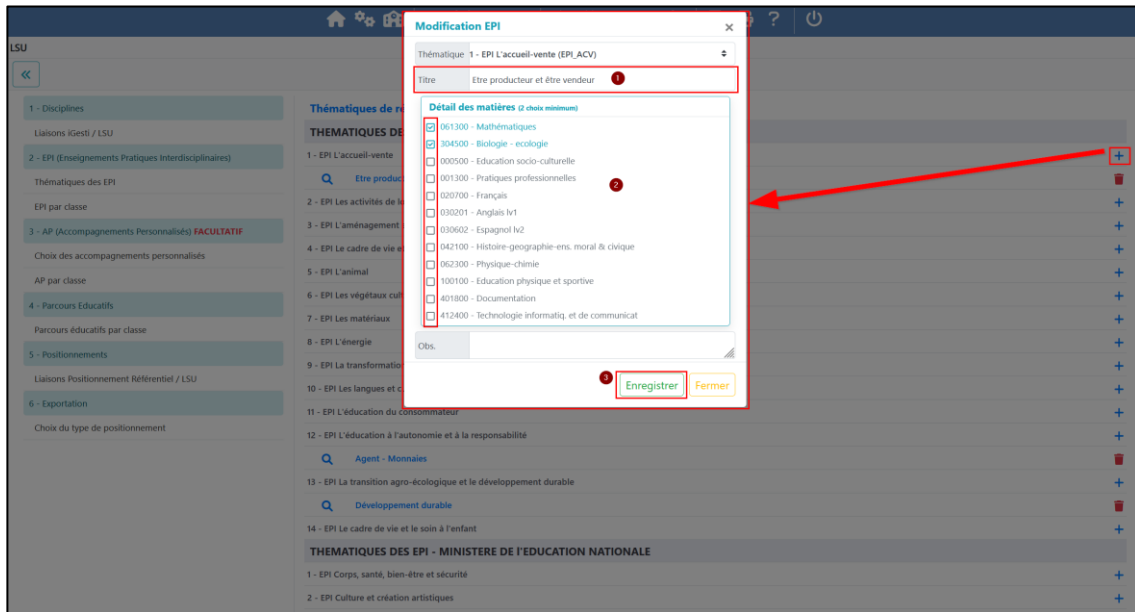 ?
LSU
«
1 - Disciplines
Liaisons iGesti / LSU
2 - EPI (Enseignements Pratiques Interdisciplinaires)
Thématiques des EPI
EPI par classe
3 - AP (Accompagnements Personnalisés) FACULTATIF
Choix des accompagnements personnalisés
AP par classe
4 - Parcours Educatifs
Parcours éducatifs par classe
5 - Positionnements
Liaisons Positionnement Référentiel / LSU
6 - Exportation
Choix du type de positionnement
Thématiques de ré
THEMATIQUES DE
1 - EPI L'accueil-vente
Etre produc
2 - EPI Les activités de
3 - EPI L'aménagement
4 - EPI Le cadre de vie et
5 - EPI L'animal
6 - EPI Les végétaux cult
7 - EPI Les matériaux
8 - EPI L'énergie
9 - EPI La transformatio
10 - EPI Les langues et c
11 - EPI L'éducation du consommateur
12 - EPI L'éducation à l'autonomie et à la responsabilité
Agent - Monnaies
13 - EPI La transition agro-écologique et le développement durable
Développement durable
14 - EPI Le cadre de vie et le soin à l'enfant
THEMATIQUES DES EPI - MINISTERE DE l'EDUCATION NATIONALE
1 - EPI Corps, santé, bien-être et sécurité
2 - EPI Culture et création artistiques
Modification EPI ×
Thématique 1 - EPI L'accueil-vente (EPI_ACV)
Titre Etre producteur et être vendeur 1
Détail des matières (2 choix minimum)
061300 - Mathématiques
304500 - Biologie - ecologie
000500 - Education socio-culturelle
001300 - Pratiques professionnelles
2
020700 - Français
030201 - Anglais lv1
030602 - Espagnol lv2
042100 - Histoire-geographie-ens. moral & civique
062300 - Physique-chimie
100100 - Education physique et sportive
401800 - Documentation
412400 - Technologie informatiq. et de communicat
Obs.
3 Enregistrer Fermer